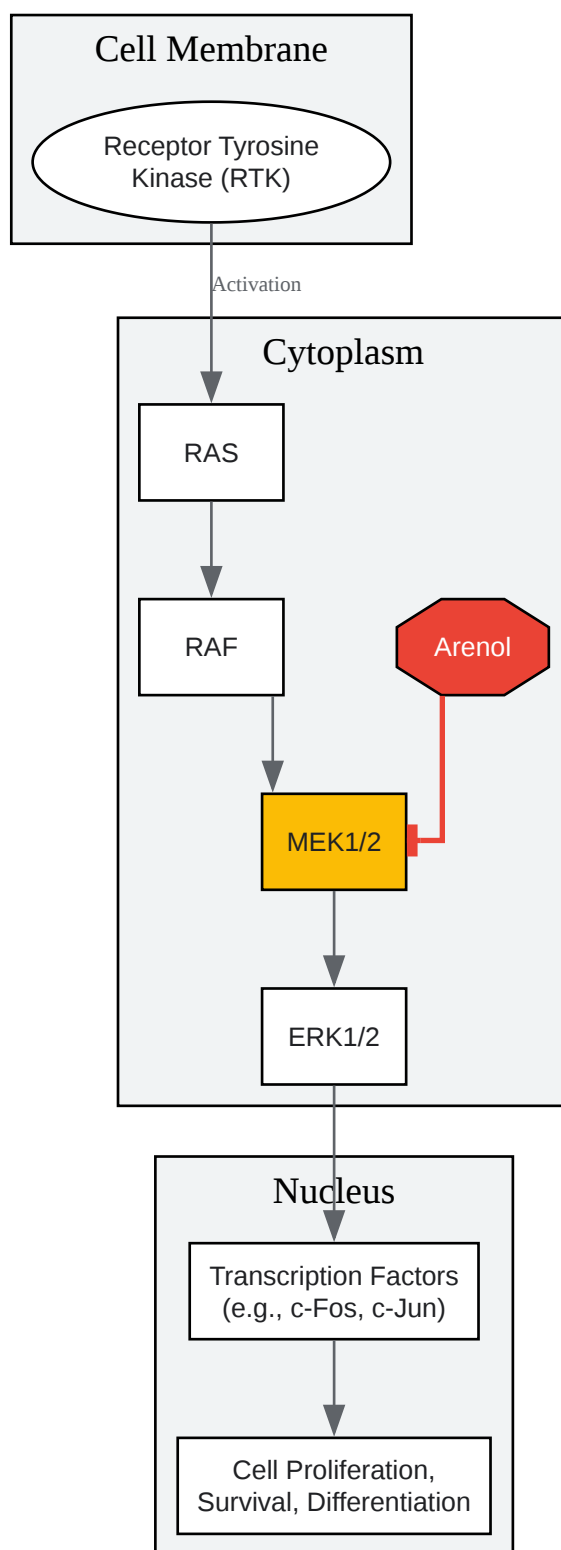 Cell Membrane
Receptor Tyrosine
Kinase (RTK)
Activation
Cytoplasm
RAS
RAF
Arenol
MEK1/2
ERK1/2
Nucleus
Transcription Factors
(e.g., c-Fos, c-Jun)
Cell Proliferation,
Survival, Differentiation